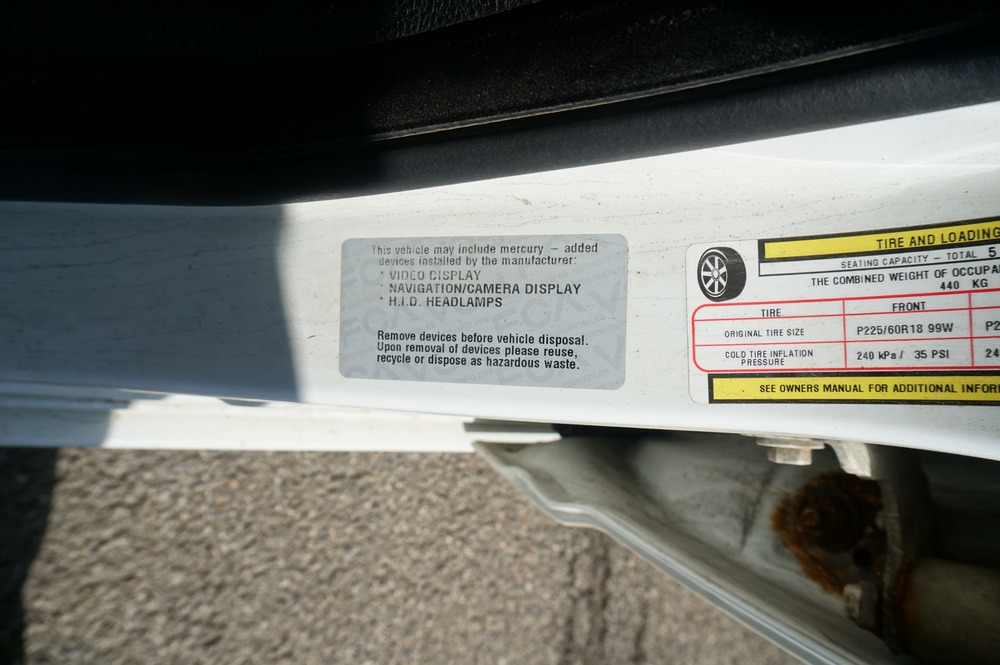 This vehicle may include mercury – added
devices installed by the manufacturer:
* VIDEO DISPLAY
* NAVIGATION/CAMERA DISPLAY
* H.I.D. HEADLAMPS
Remove devices before vehicle disposal.
Upon removal of devices please reuse,
recycle or dispose as hazardous waste.
TIRE AND LOADING
SEATING CAPACITY – TOTAL 5
THE COMBINED WEIGHT OF
440 KG
TIRE FRONT
ORIGINAL TIRE SIZE P225/60R18 99W
COLD TIRE INFLATION PRESSURE 240 kPa / 35 PSI
SEE OWNERS MANUAL FOR ADDITIONAL